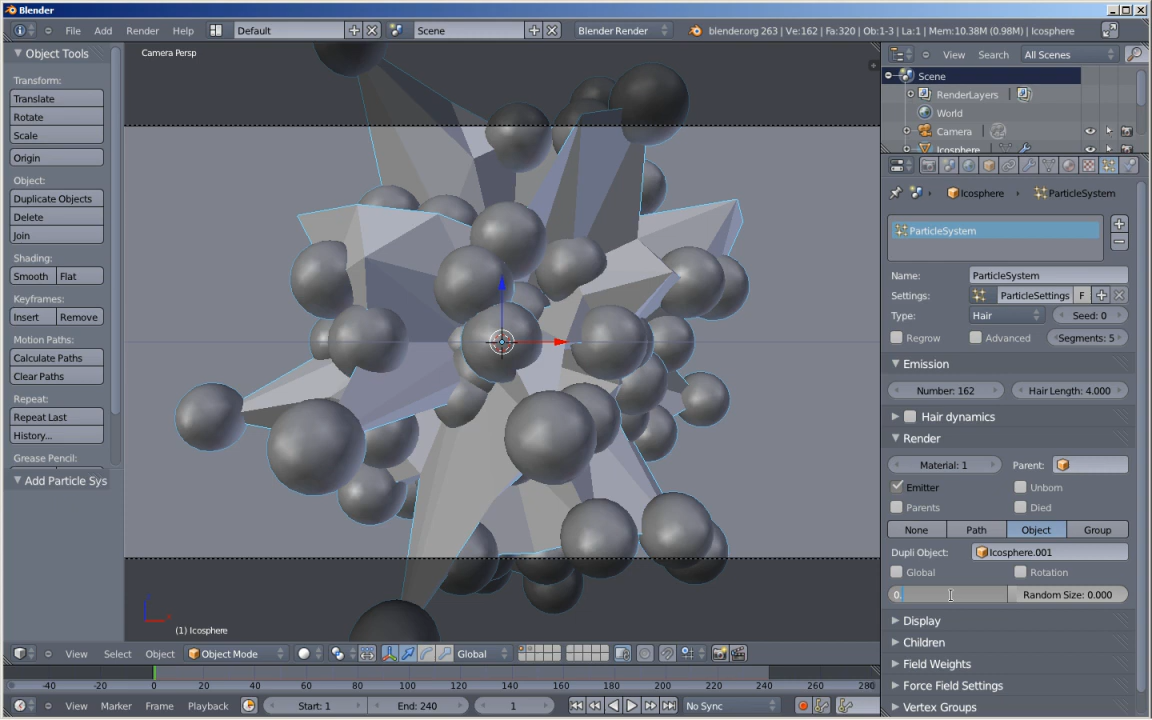 Blender
File Add Render Help Default Scene Blender Render blender.org 263 | Ve:162 | Fa:320 | Ob:1-3 | La:1 | Mem:10.38M (0.98M) | Icosphere
Object Tools
Transform:
Translate
Rotate
Scale
Origin
Object:
Duplicate Objects
Delete
Join
Shading:
Smooth Flat
Keyframes:
Insert Remove
Motion Paths:
Calculate Paths
Clear Paths
Repeat:
Repeat Last
History...
Grease Pencil:
Add Particle Sys
Camera Persp
(1) Icosphere
View Select Object Object Mode Global
-40 -20 0 20 40 60 80 100 120 140 160 180 200 220 240 260 280
View Marker Frame Playback Start: 1 End: 240 1 No Sync
View Search All Scenes
Scene
RenderLayers
World
Camera
Icosphere
Icosphere ParticleSystem
ParticleSystem
Name: ParticleSystem
Settings: ParticleSettings F
Type: Hair Seed: 0
Regrow Advanced Segments: 5
Emission
Number: 162 Hair Length: 4.000
Hair dynamics
Render
Material: 1 Parent:
Emitter Unborn
Parents Died
None Path Object Group
Dupli Object: Icosphere.001
Global Rotation
0. Random Size: 0.000
Display
Children
Field Weights
Force Field Settings
Vertex Groups